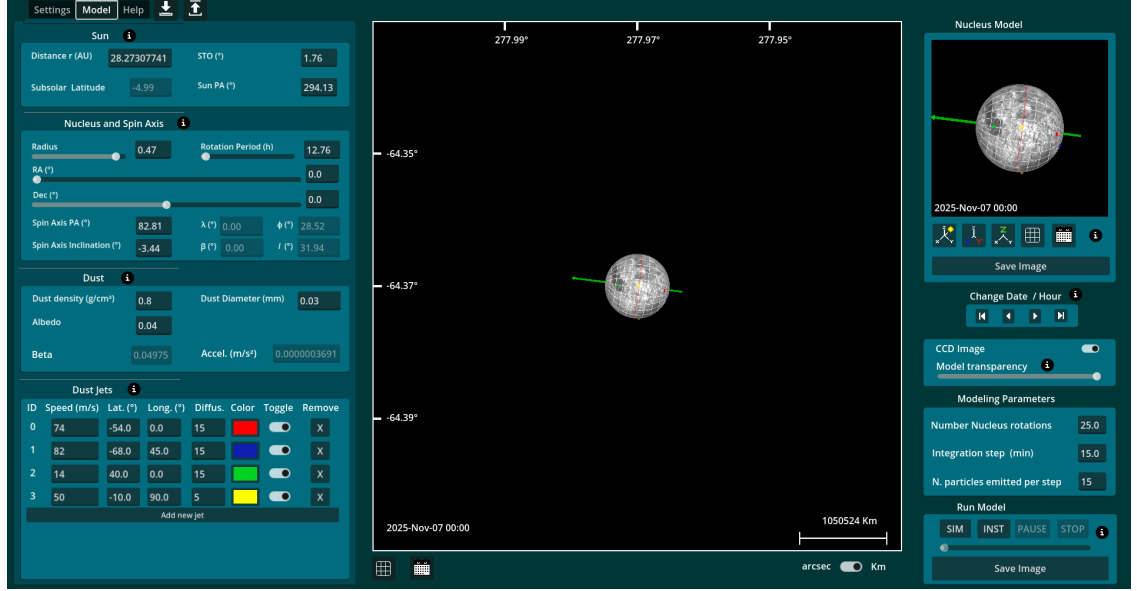 Settings Model Help
Sun i
Distance r (AU) 28.27307741 STO (°) 1.76
Subsolar Latitude -4.99 Sun PA (°) 294.13
Nucleus and Spin Axis i
Radius 0.47 Rotation Period (h) 12.76
RA (°) 0.0
Dec (°) 0.0
Spin Axis PA (°) 82.81 λ (°) 0.00 ϕ (°) 28.52
Spin Axis Inclination (°) -3.44 β (°) 0.00 I (°) 31.94
Dust i
Dust density (g/cm³) 0.8 Dust Diameter (mm) 0.03
Albedo 0.04
Beta 0.04975 Accel. (m/s²) 0.0000003691
Dust Jets i
ID Speed (m/s) Lat. (°) Long. (°) Diffus. Color Toggle Remove
0 74 -54.0 0.0 15 X
1 82 -68.0 45.0 15 X
2 14 40.0 0.0 15 X
3 50 -10.0 90.0 5 X
Add new jet
277.99° 277.97° 277.95°
-64.35°
-64.37°
-64.39°
2025-Nov-07 00:00
1050524 Km
arcsec Km
Nucleus Model
2025-Nov-07 00:00
Z
i
Save Image
Change Date / Hour i
CCD Image
Model transparency i
Modeling Parameters
Number Nucleus rotations 25.0
Integration step (min) 15.0
N. particles emitted per step 15
Run Model
SIM INST PAUSE STOP i
Save Image